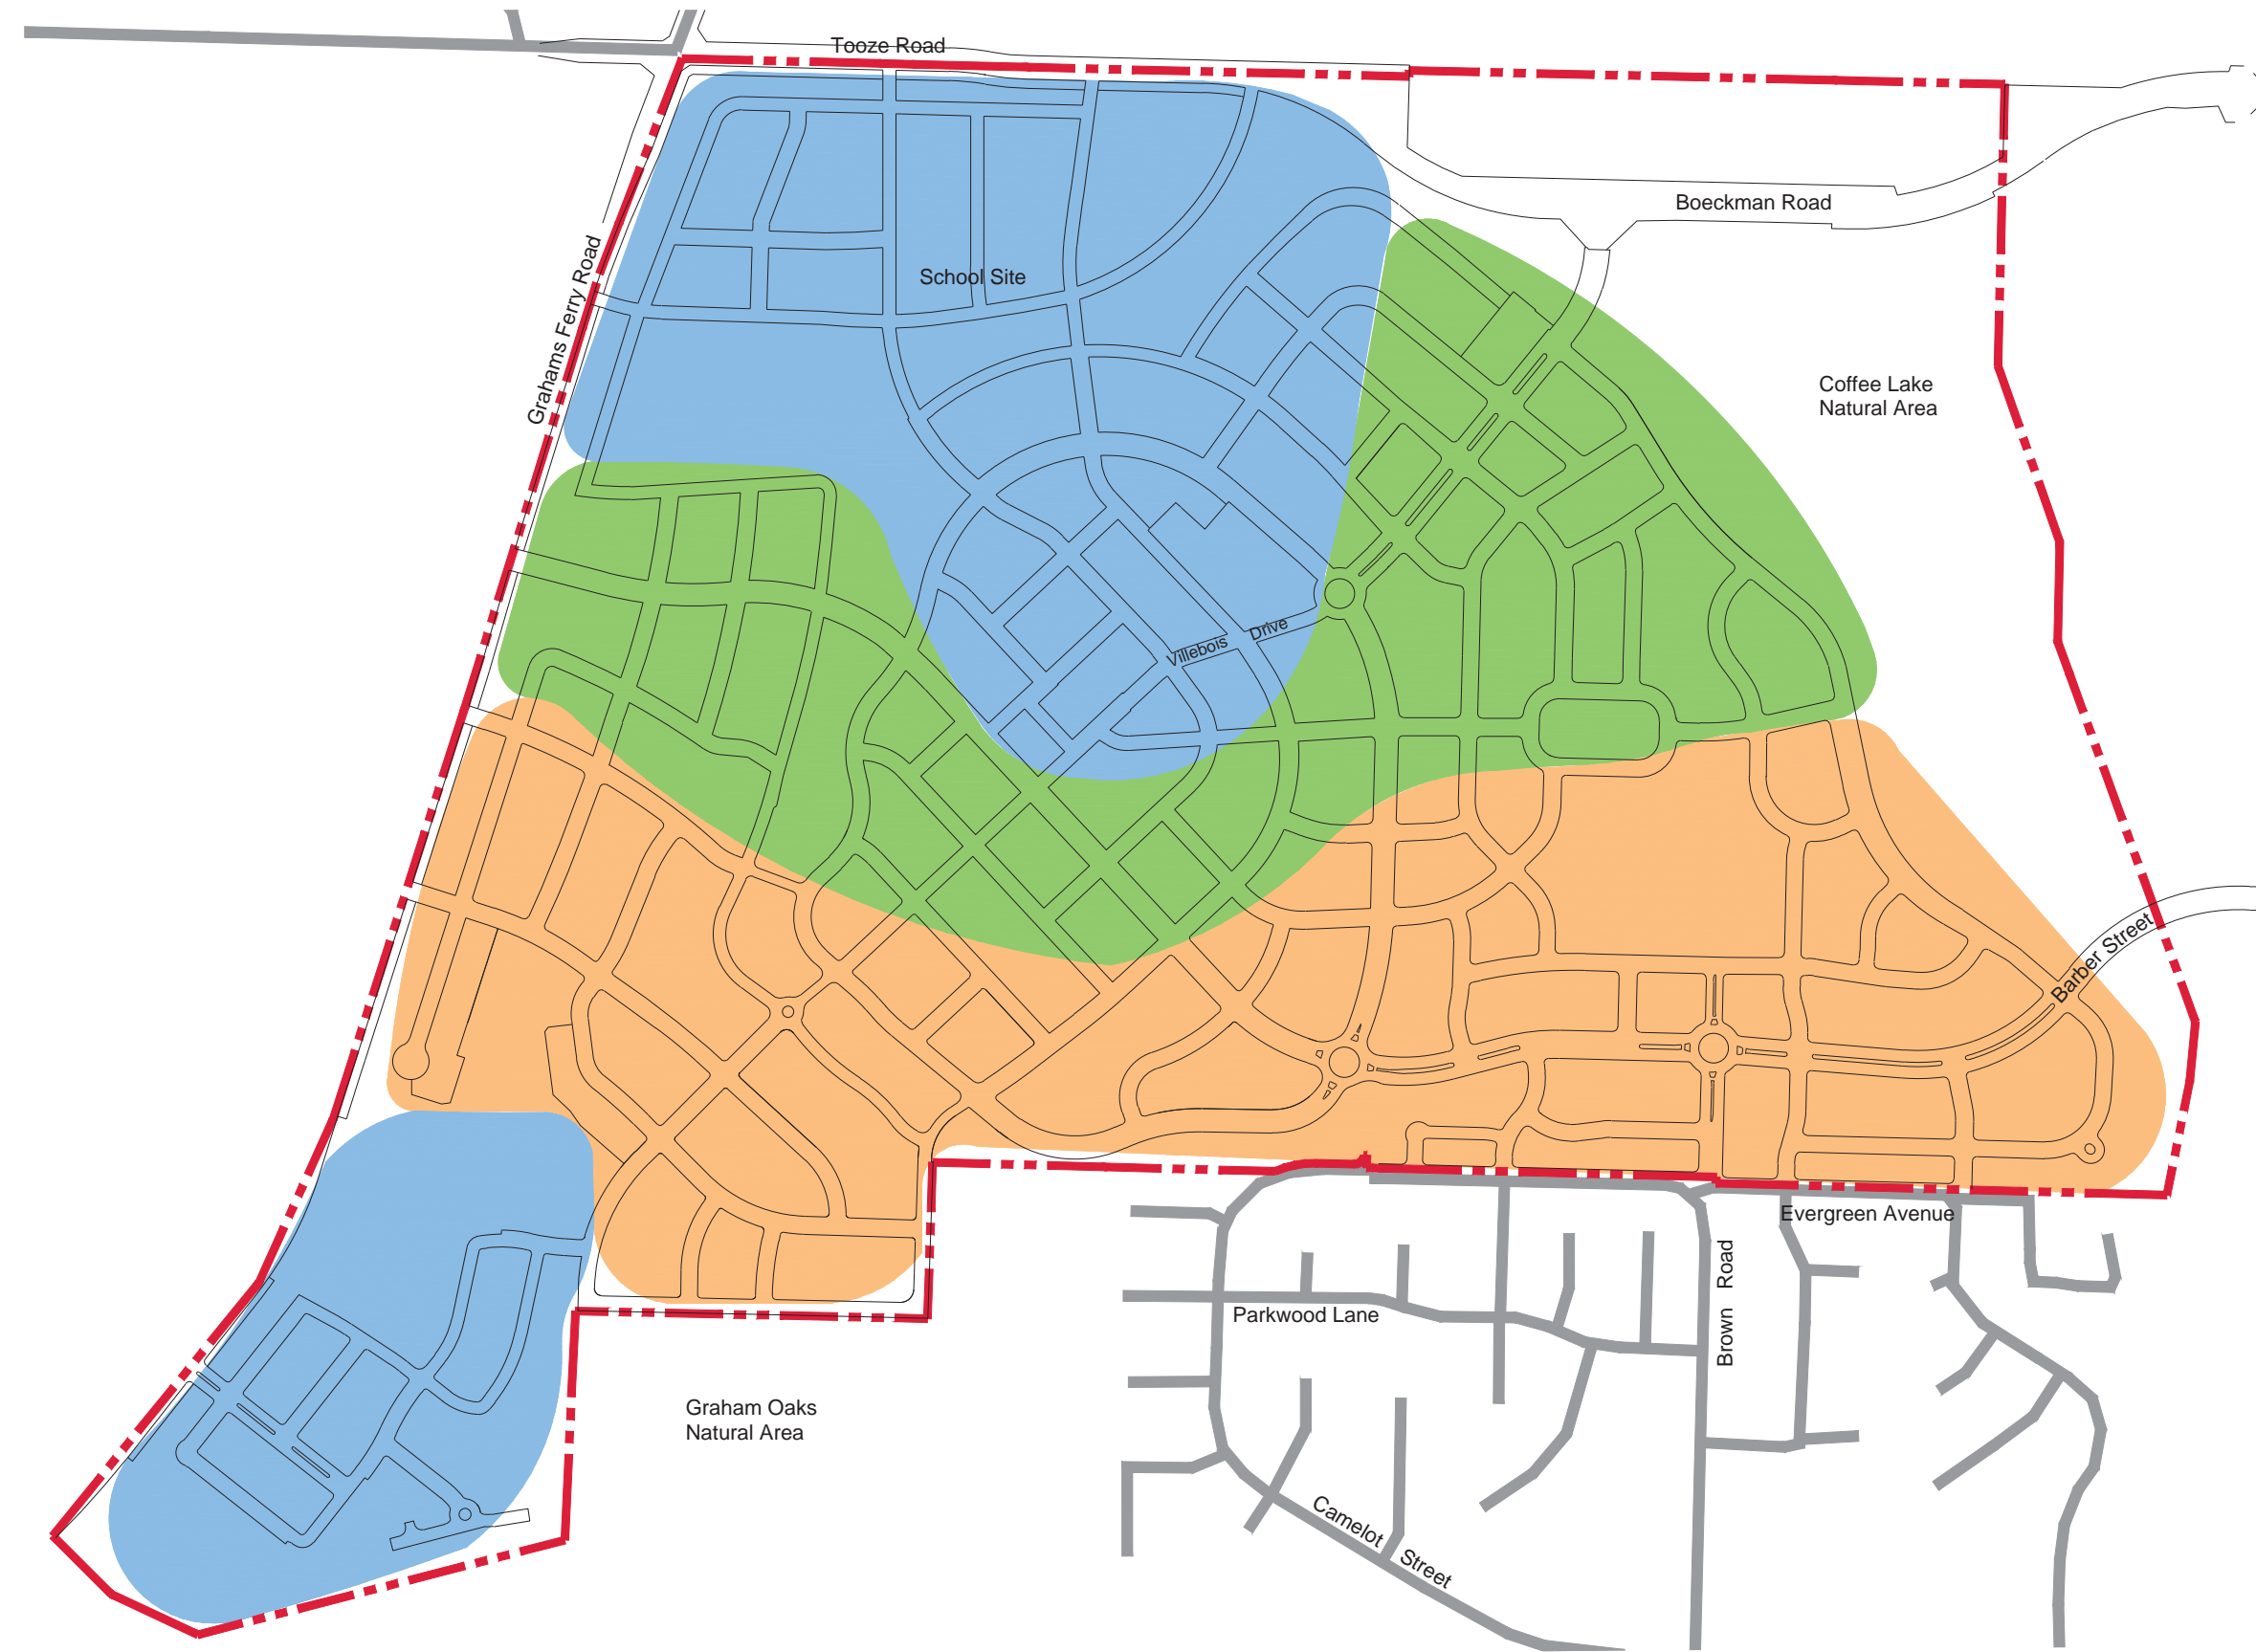 Tooze Road
Boeckman Road
Grahams Ferry Road
School Site
Coffee Lake
Natural Area
Villebois Drive
Barber Street
Evergreen Avenue
Brown Road
Parkwood Lane
Graham Oaks
Natural Area
Camelot Street